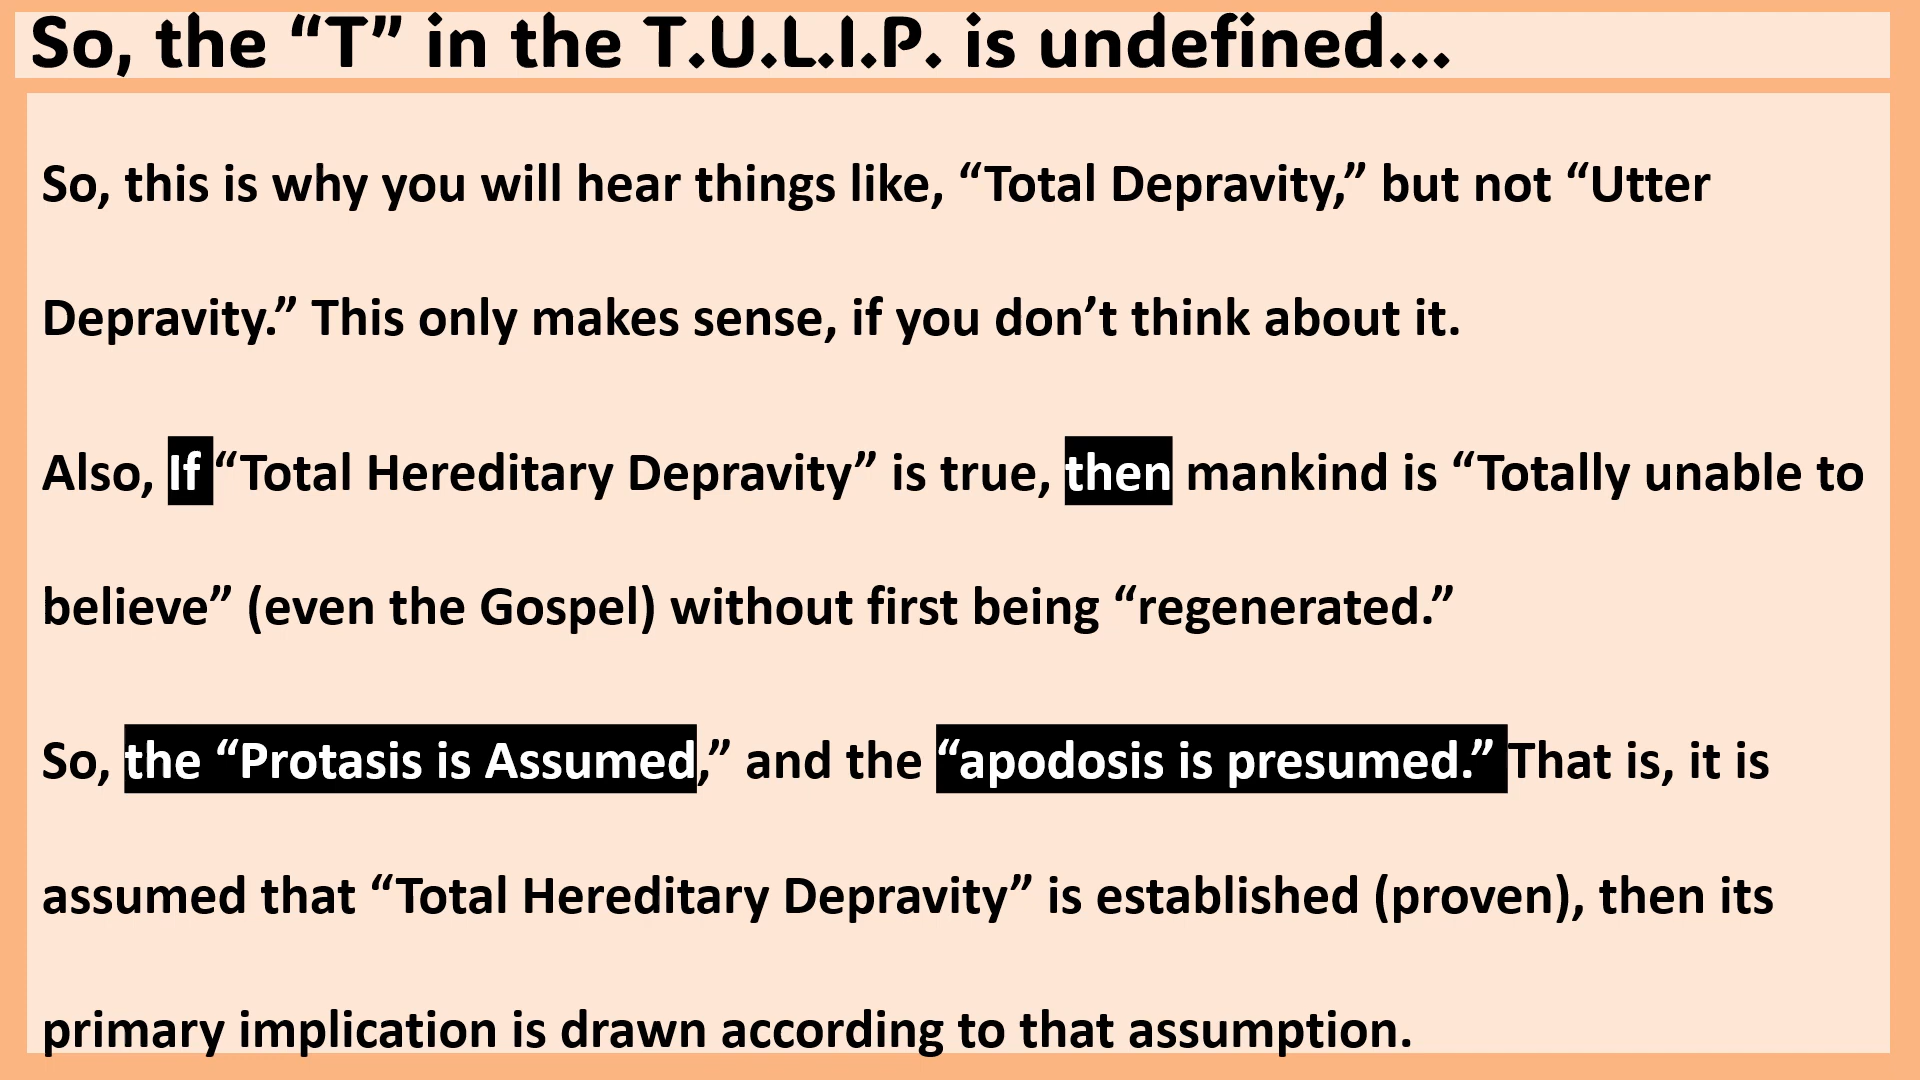 So, the “T” in the T.U.L.I.P. is undefined...
So, this is why you will hear things like, “Total Depravity,” but not “Utter
Depravity.” This only makes sense, if you don’t think about it.
Also, If “Total Hereditary Depravity” is true, then mankind is “Totally unable to
believe” (even the Gospel) without first being “regenerated.”
So, the “Protasis is Assumed,” and the “apodosis is presumed.” That is, it is
assumed that “Total Hereditary Depravity” is established (proven), then its
primary implication is drawn according to that assumption.